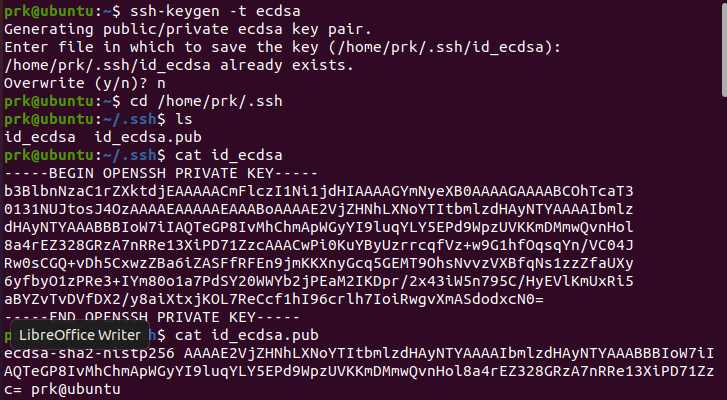 prk@ubuntu:~$ ssh-keygen -t ecdsa
Generating public/private ecdsa key pair.
Enter file in which to save the key (/home/prk/.ssh/id_ecdsa):
/home/prk/.ssh/id_ecdsa already exists.
Overwrite (y/n)? n
prk@ubuntu:~$ cd /home/prk/.ssh
prk@ubuntu:~/.ssh$ ls
id_ecdsa  id_ecdsa.pub
prk@ubuntu:~/.ssh$ cat id_ecdsa
-----BEGIN OPENSSH PRIVATE KEY-----
b3BlbnNzaC1rZXktdjEAAAAACmFlczI1Ni1jdHIAAAAGYmNyeXB0AAAAGAAAABCOhTcaT3
0131NUJtosJ4OzAAAAEAAAAAEAAABoAAAAE2VjZHNhLXNoYTItbmlzdHAyNTYAAAAIbmlz
dHAyNTYAAABBBIoW7iIAQTeGP8IvMhChmApWGyYI9luqYLY5EPd9WpzUVKKmDMmwQvnHol
8a4rEZ328GRzA7nRRe13XiPD71ZzcAAACwPi0KuYByUzrrcqfVz+w9G1hfOqsqYn/VC04J
Rw0sCGQ+vDh5CxwzZBa6iZASFfRFEn9jmKKXnyGcq5GEMT9OhsNvvzVXBfqNs1zzZfaUXy
6yfbyO1zPRe3+IYm80o1a7PdSY20WWYb2jPEaM2IKDpr/2x43iW5n795C/HyEVlKmUxRi5
aBYZvTvDVfDX2/y8aiXtxjKOL7ReCcf1hI96crlh7IoiRwgvXmASdodxcN0=
-----END OPENSSH PRIVATE KEY-----
LibreOffice Writer
h$ cat id_ecdsa.pub
ecdsa-sha2-nistp256 AAAAE2VjZHNhLXNoYTItbmlzdHAyNTYAAAAIbmlzdHAyNTYAAABBBIoW7iI
AQTeGP8IvMhChmApWGyYI9luqYLY5EPd9WpzUVKKmDMmwQvnHol8a4rEZ328GRzA7nRRe13XiPD71Zz
c= prk@ubuntu